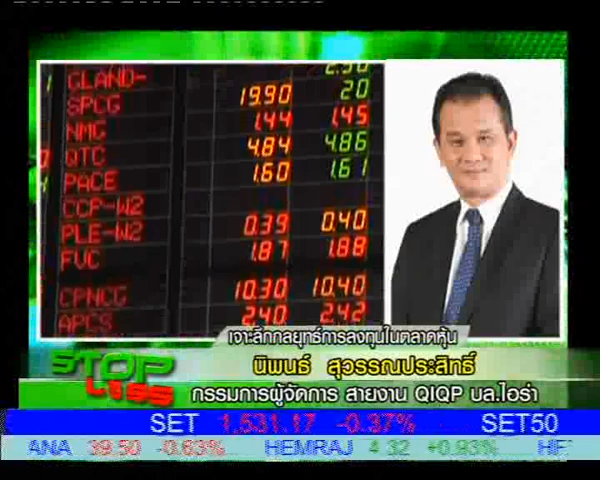 GLAND-
SPCG 19.90 20
NMG 1.44 1.45
QTC 4.84 4.86
PACE 1.60 1.61
CCP-W2
PLE-W2 0.39 0.40
FVC 1.87 1.88
CPNCG 10.30 10.40
APCS 2.40 2.42
เจาะลึกกลยุทธ์การลงทุนในตลาดหุ้น
STOP LOSS
นิพนธ์ สุวรรณประสิทธิ์
กรรมการผู้จัดการ สายงาน QIQP บล.ไอร่า
SET 1,531.17 -0.37% SET50
ANA 39.50 -0.63% HEMRAJ 4.32 +0.93%